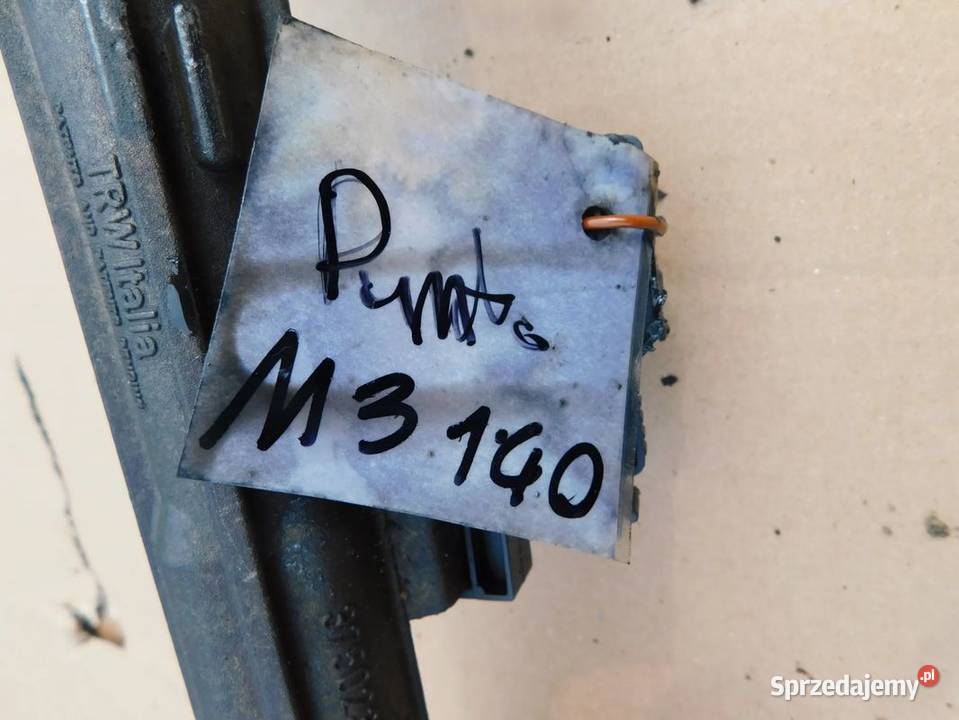 Punto
M3 140
TRW Italia
Sprzedajemy.pl